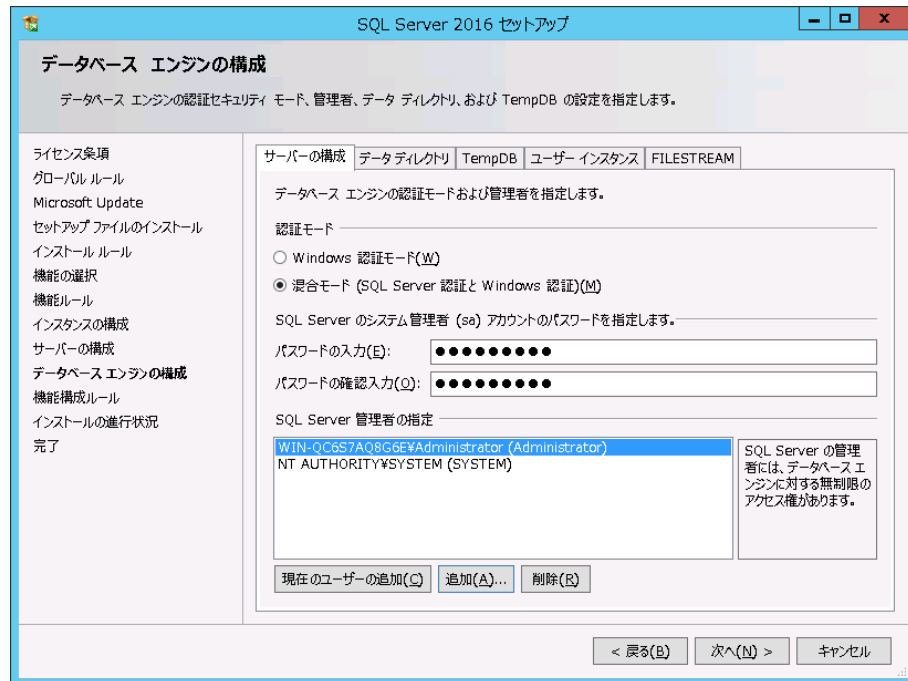 SQL Server 2016 セットアップ
データベース エンジンの構成
データベース エンジンの認証セキュリティ モード、管理者、データ ディレクトリ、および TempDB の設定を指定します。
ライセンス条項
グローバル ルール
Microsoft Update
セットアップ ファイルのインストール
インストール ルール
機能の選択
機能ルール
インスタンスの構成
サーバーの構成
データベース エンジンの構成
機能構成ルール
インストールの進行状況
完了
サーバーの構成 データ ディレクトリ TempDB ユーザー インスタンス FILESTREAM
データベース エンジンの認証モードおよび管理者を指定します。
認証モード
Windows 認証モード(W)
混合モード (SQL Server 認証と Windows 認証)(M)
SQL Server のシステム管理者 (sa) アカウントのパスワードを指定します。
パスワードの入力(E): ●●●●●●●●●
パスワードの確認入力(O): ●●●●●●●●●
SQL Server 管理者の指定
WIN-QC6S7AQ8G6E¥Administrator (Administrator)
NT AUTHORITY¥SYSTEM (SYSTEM)
SQL Server の管理
者には、データベース エ
ンジンに対する無制限の
アクセス権があります。
現在のユーザーの追加(C) 追加(A)... 削除(R)
< 戻る(B) 次へ(N) > キャンセル